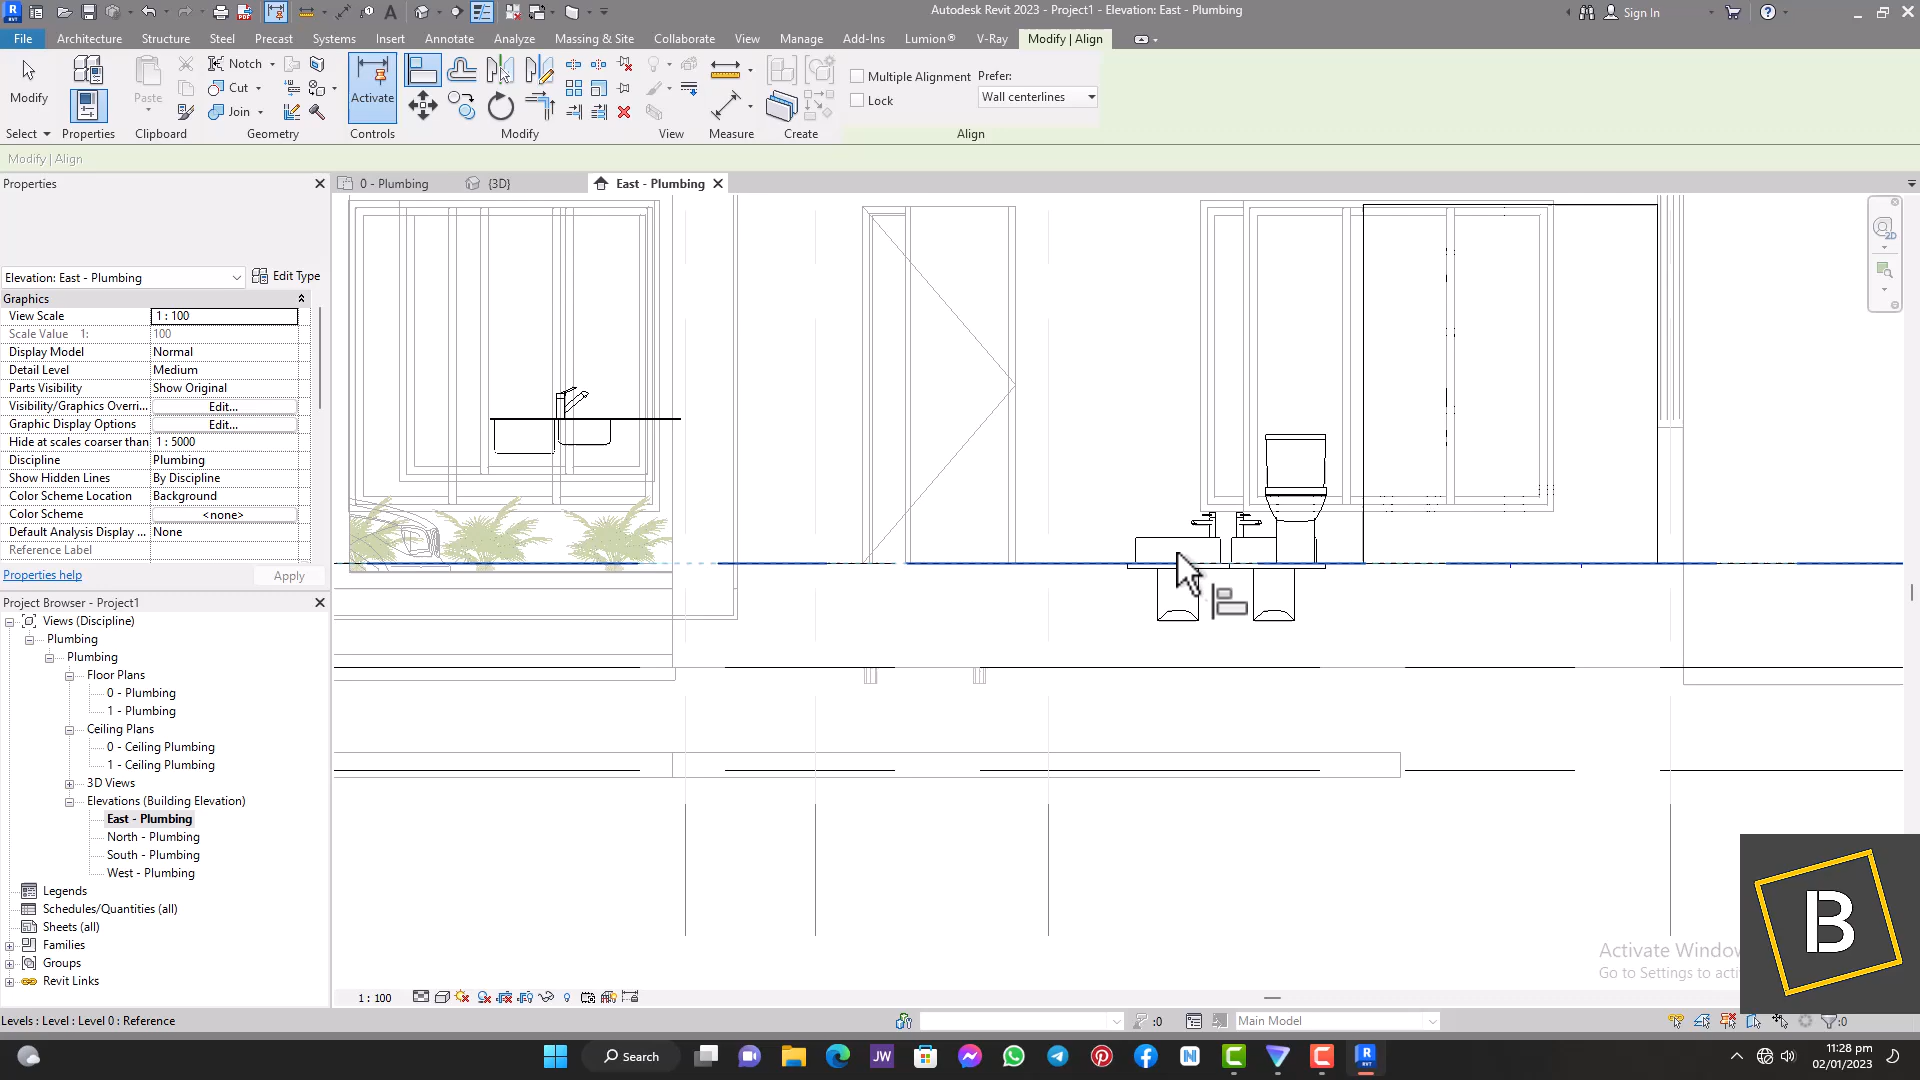 Autodesk Revit 2023 - Project1 - Elevation: East - Plumbing
Sign In
File Architecture Structure Steel Precast Systems Insert Annotate Analyze Massing & Site Collaborate View Manage Add-Ins Lumion® V-Ray Modify | Align
Modify
Paste
Notch
Cut
Join
Activate
Multiple Alignment
Lock
Prefer:
Wall centerlines
Select Properties Clipboard Geometry Controls Modify View Measure Create Align
Modify | Align
Properties
0 - Plumbing
{3D}
East - Plumbing
Elevation: East - Plumbing
Edit Type
Graphics
View Scale 1 : 100
Scale Value 1: 100
Display Model Normal
Detail Level Medium
Parts Visibility Show Original
Visibility/Graphics Overri... Edit...
Graphic Display Options Edit...
Hide at scales coarser than 1 : 5000
Discipline Plumbing
Show Hidden Lines By Discipline
Color Scheme Location Background
Color Scheme <none>
Default Analysis Display ... None
Reference Label
Properties help
Apply
Project Browser - Project1
Views (Discipline)
Plumbing
Plumbing
Floor Plans
0 - Plumbing
1 - Plumbing
Ceiling Plans
0 - Ceiling Plumbing
1 - Ceiling Plumbing
3D Views
Elevations (Building Elevation)
East - Plumbing
North - Plumbing
South - Plumbing
West - Plumbing
Legends
Schedules/Quantities (all)
Sheets (all)
Families
Groups
Revit Links
2D
B
Activate Window
Go to Settings to acti
1 : 100
Levels : Level : Level 0 : Reference
:0
Main Model
:0
Search
JW
N
R
RVT
11:28 pm
02/01/2023